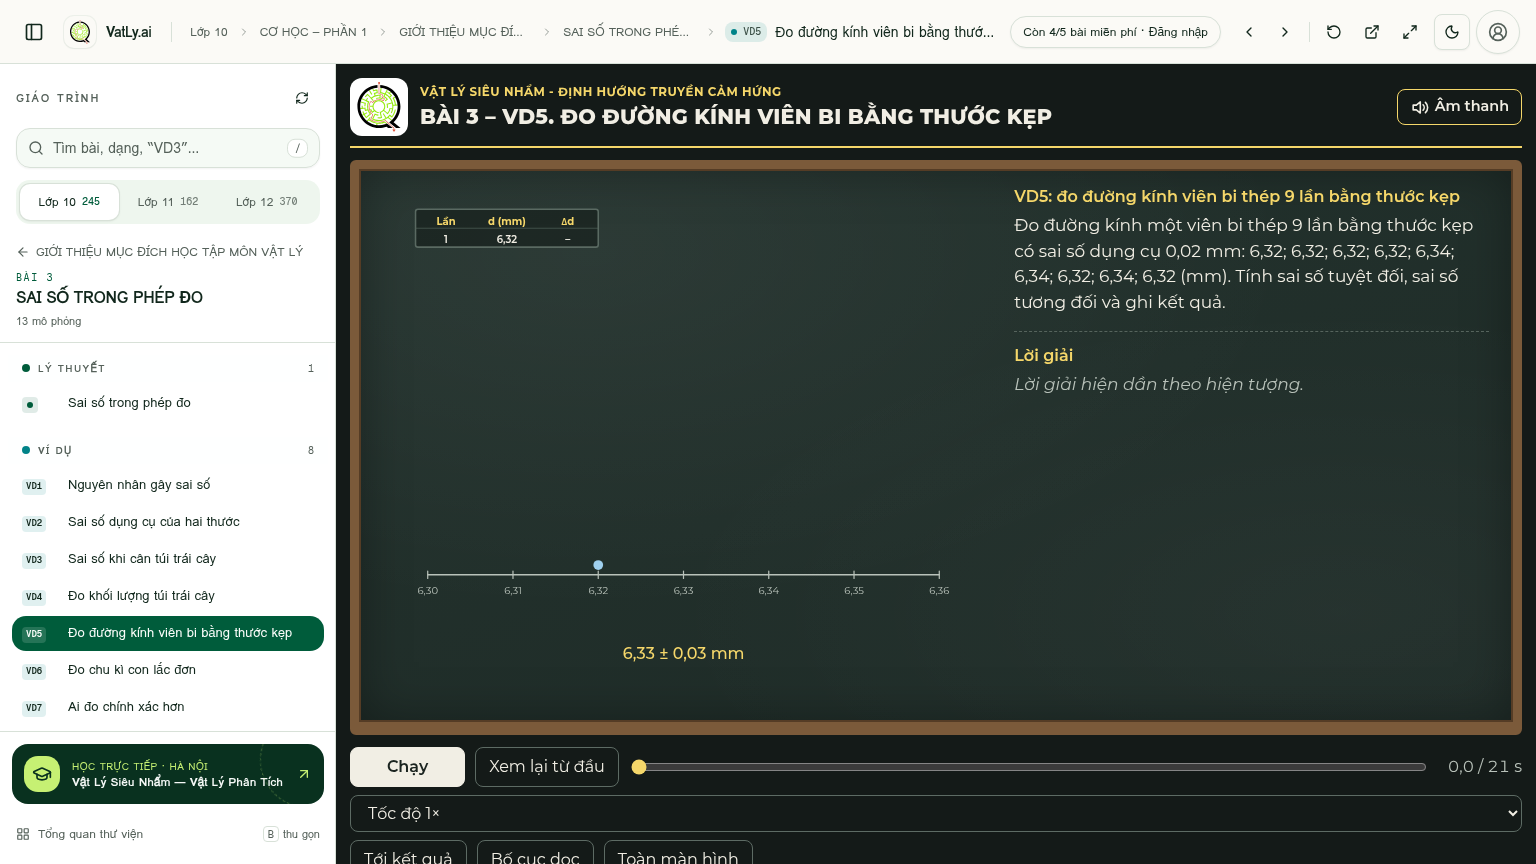 VatLy.ai
Lớp 10
CƠ HỌC – PHẦN 1
GIỚI THIỆU MỤC ĐÍ...
SAI SỐ TRONG PHÉ...
VD5
Đo đường kính viên bi bằng thướ...
Còn 4/5 bài miễn phí · Đăng nhập
GIÁO TRÌNH
Tìm bài, dạng, “VD3”...
/
Lớp 10 245
Lớp 11 162
Lớp 12 370
GIỚI THIỆU MỤC ĐÍCH HỌC TẬP MÔN VẬT LÝ
BÀI 3
SAI SỐ TRONG PHÉP ĐO
13 mô phỏng
LÝ THUYẾT 1
Sai số trong phép đo
VÍ DỤ 8
VD1 Nguyên nhân gây sai số
VD2 Sai số dụng cụ của hai thước
VD3 Sai số khi cân túi trái cây
VD4 Đo khối lượng túi trái cây
VD5 Đo đường kính viên bi bằng thước kẹp
VD6 Đo chu kì con lắc đơn
VD7 Ai đo chính xác hơn
HỌC TRỰC TIẾP · HÀ NỘI
Vật Lý Siêu Nhẩm — Vật Lý Phân Tích
Tổng quan thư viện
B thu gọn
VẬT LÝ SIÊU NHẨM - ĐỊNH HƯỚNG TRUYỀN CẢM HỨNG
BÀI 3 – VD5. ĐO ĐƯỜNG KÍNH VIÊN BI BẰNG THƯỚC KẸP
Âm thanh
Lần d (mm) Δd
1 6,32 –
6,30 6,31 6,32 6,33 6,34 6,35 6,36
6,33 ± 0,03 mm
VD5: đo đường kính viên bi thép 9 lần bằng thước kẹp
Đo đường kính một viên bi thép 9 lần bằng thước kẹp
có sai số dụng cụ 0,02 mm: 6,32; 6,32; 6,32; 6,32; 6,34;
6,34; 6,32; 6,34; 6,32 (mm). Tính sai số tuyệt đối, sai số
tương đối và ghi kết quả.
Lời giải
Lời giải hiện dần theo hiện tượng.
Chạy
Xem lại từ đầu
0,0 / 21 s
Tốc độ 1×
Tới kết quả
Bố cục dọc
Toàn màn hình